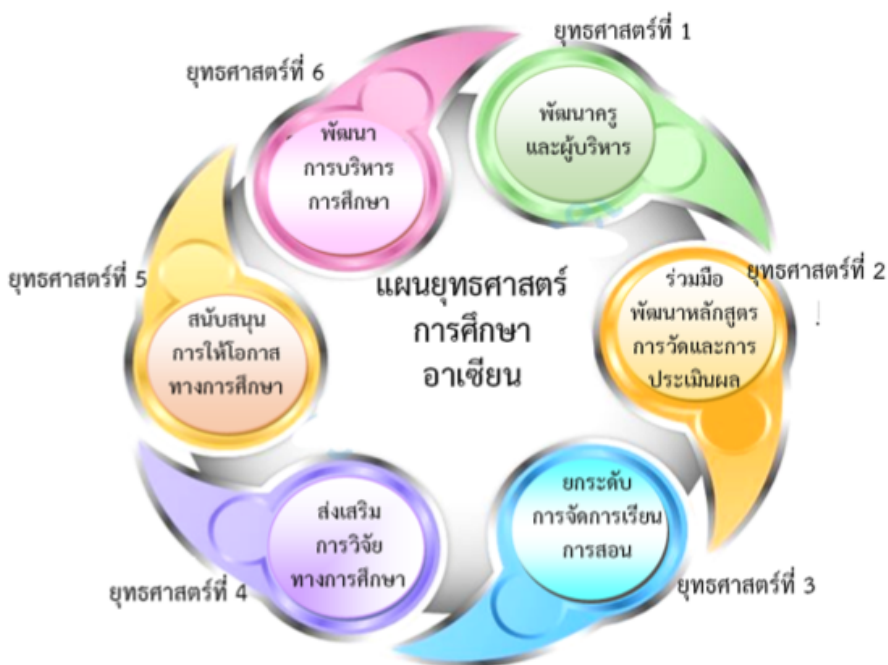 ยุทธศาสตร์ที่ 1
พัฒนาครู
และผู้บริหาร
ยุทธศาสตร์ที่ 2
ร่วมมือ
พัฒนาหลักสูตร
การวัดและการ
ประเมินผล
ยุทธศาสตร์ที่ 3
ยกระดับ
การจัดการเรียน
การสอน
ยุทธศาสตร์ที่ 4
ส่งเสริม
การวิจัย
ทางการศึกษา
ยุทธศาสตร์ที่ 5
สนับสนุน
การให้โอกาส
ทางการศึกษา
ยุทธศาสตร์ที่ 6
พัฒนา
การบริหาร
การศึกษา
แผนยุทธศาสตร์
การศึกษา
อาเซียน